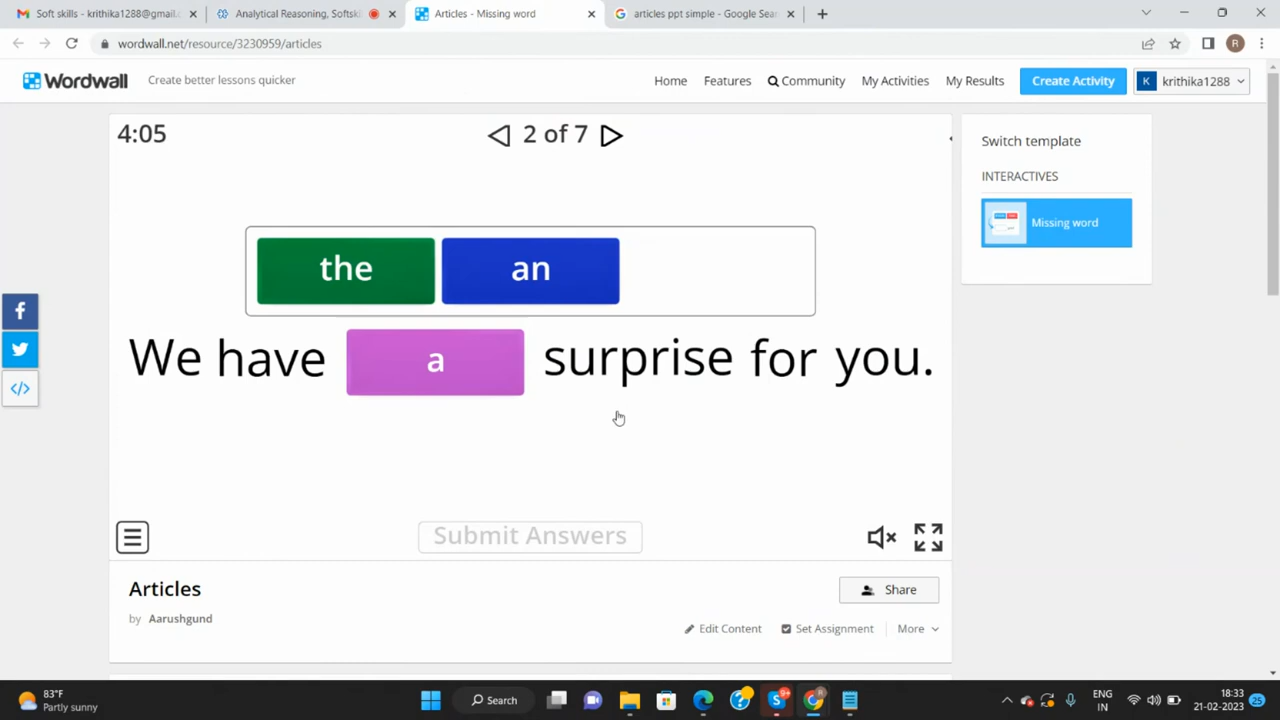 Soft skills - krithika1288@gmail.c
Analytical Reasoning, Softski
Articles - Missing word
articles ppt simple - Google Sear
wordwall.net/resource/3230959/articles
R
Wordwall
Create better lessons quicker
Home
Features
Community
My Activities
My Results
Create Activity
K krithika1288
4:05
2 of 7
Switch template
INTERACTIVES
Missing word
the
an
We have a surprise for you.
Submit Answers
Articles
by Aarushgund
Share
Edit Content
Set Assignment
More
83°F
Partly sunny
Search
ENG
IN
18:33
21-02-2023
25